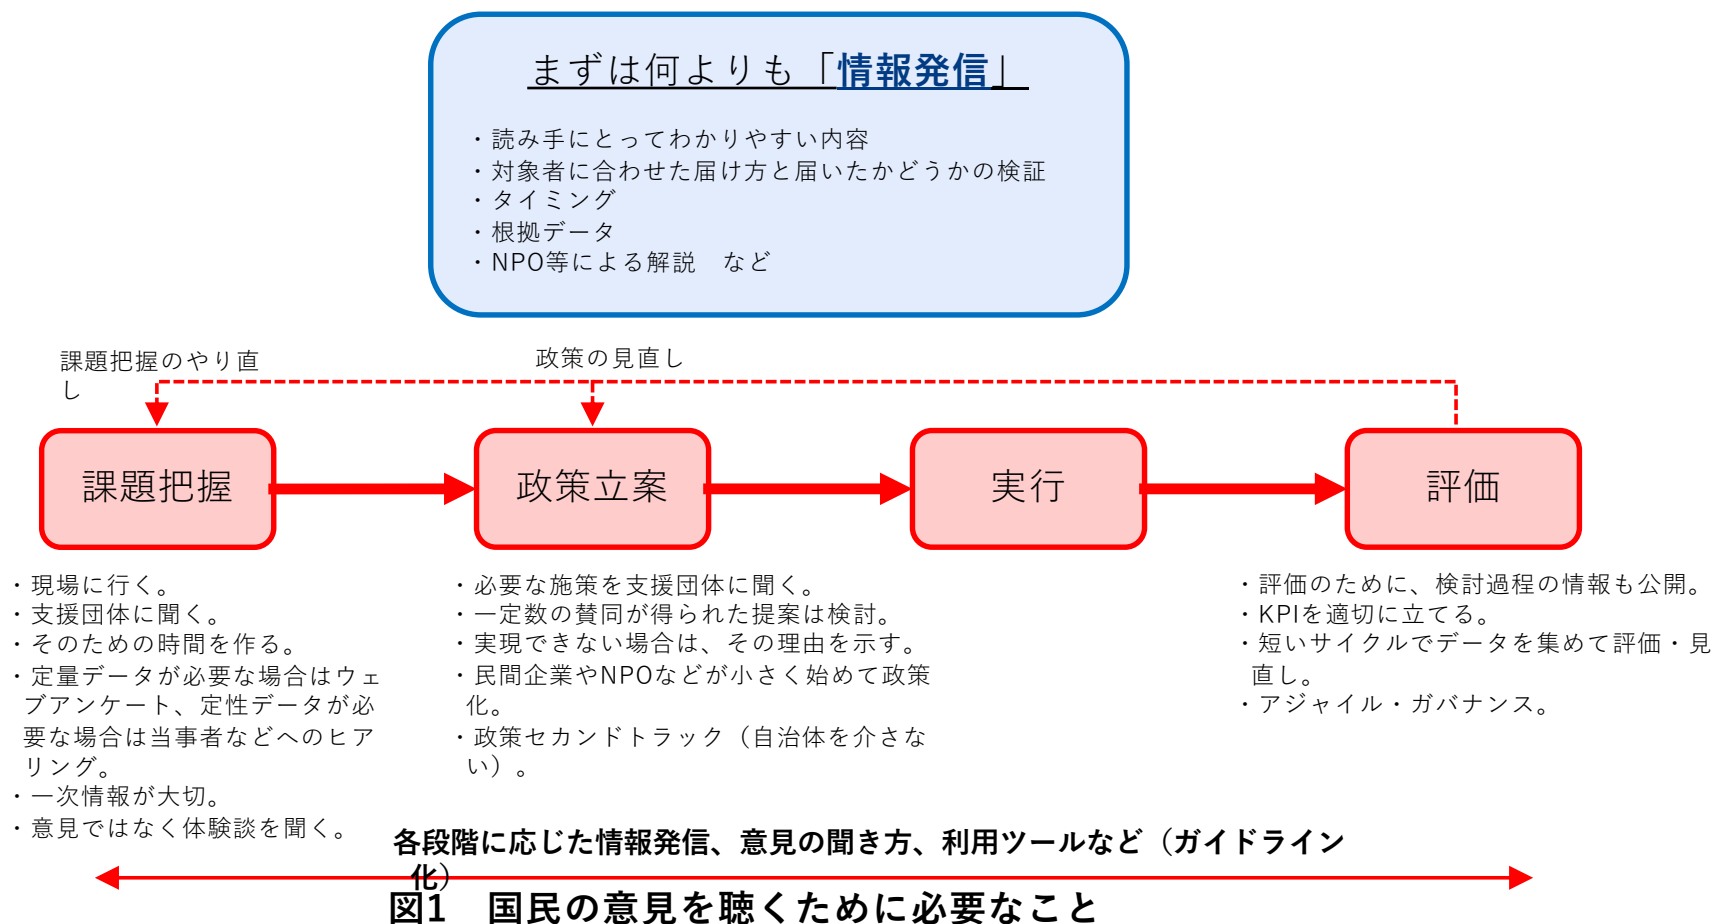 まずは何よりも「情報発信」
・読み手にとってわかりやすい内容
・対象者に合わせた届け方と届いたかどうかの検証
・タイミング
・根拠データ
・NPO等による解説　など
課題把握のやり直
し
政策の見直し
課題把握
政策立案
実行
評価
・現場に行く。
・支援団体に聞く。
・そのための時間を作る。
・定量データが必要な場合はウェ
ブアンケート、定性データが必
要な場合は当事者などへのヒア
リング。
・一次情報が大切。
・意見ではなく体験談を聞く。
・必要な施策を支援団体に聞く。
・一定数の賛同が得られた提案は検討。
・実現できない場合は、その理由を示す。
・民間企業やNPOなどが小さく始めて政策
化。
・政策セカンドトラック（自治体を介さな
い）。
・評価のために、検討過程の情報も公開。
・KPIを適切に立てる。
・短いサイクルでデータを集めて評価・見
直し。
・アジャイル・ガバナンス。
各段階に応じた情報発信、意見の聞き方、利用ツールなど（ガイドライン
化）
図1　国民の意見を聴くために必要なこと